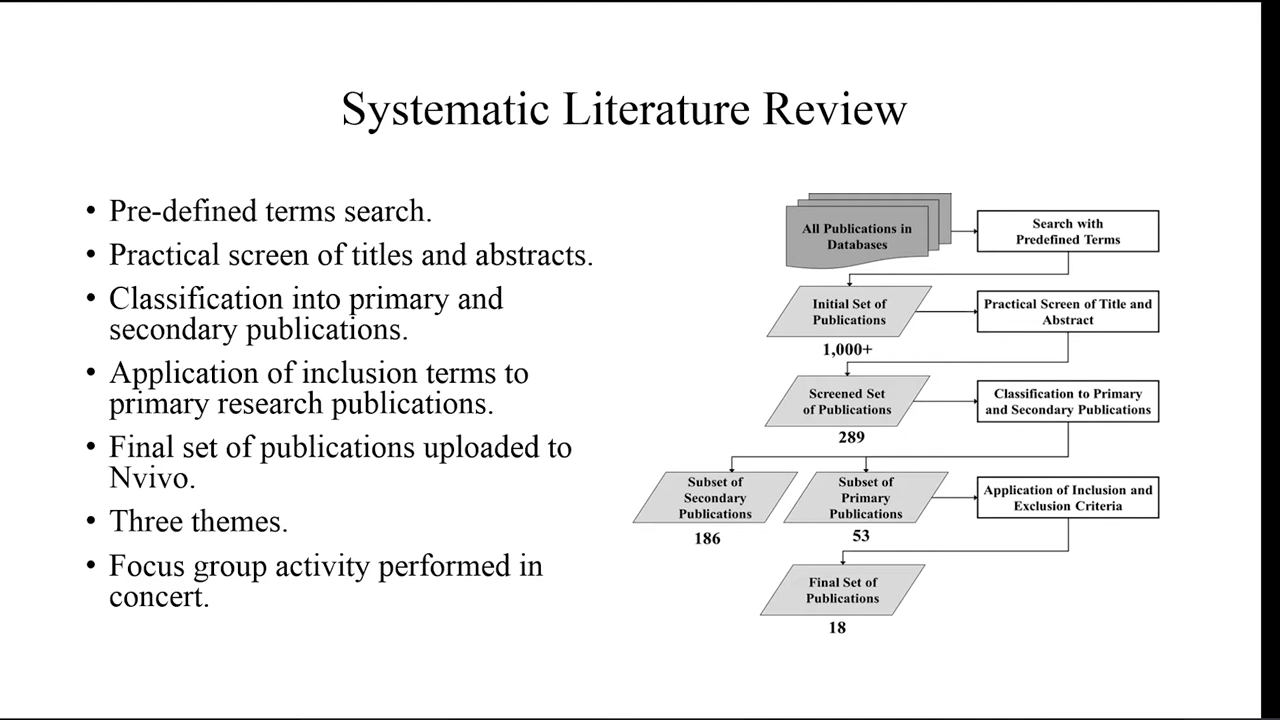 Systematic Literature Review
• Pre-defined terms search.
• Practical screen of titles and abstracts.
• Classification into primary and
secondary publications.
• Application of inclusion terms to
primary research publications.
• Final set of publications uploaded to
Nvivo.
• Three themes.
• Focus group activity performed in
concert.
All Publications in
Databases
Search with
Predefined Terms
Initial Set of
Publications
1,000+
Practical Screen of Title and
Abstract
Screened Set
of Publications
289
Classification to Primary
and Secondary Publications
Subset of
Secondary
Publications
186
Subset of
Primary
Publications
53
Application of Inclusion and
Exclusion Criteria
Final Set of
Publications
18